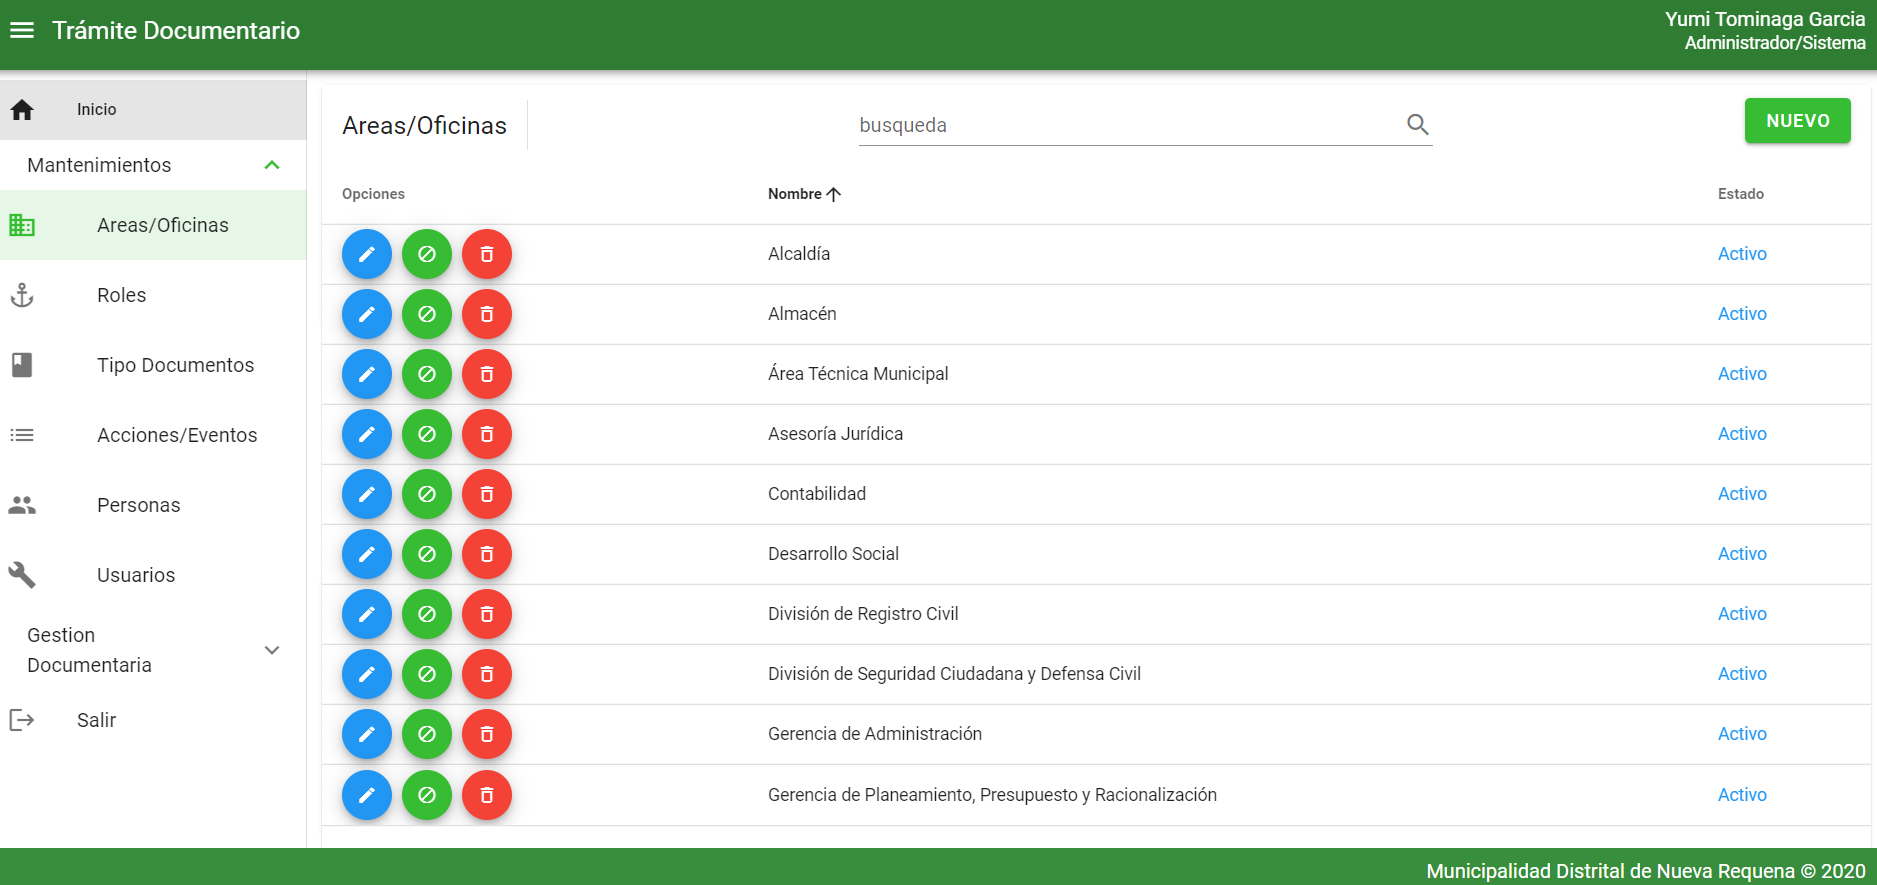 Trámite Documentario
Yumi Tominaga Garcia
Administrador/Sistema
Inicio
Mantenimientos
Areas/Oficinas
Roles
Tipo Documentos
Acciones/Eventos
Personas
Usuarios
Gestion
Documentaria
Salir
Areas/Oficinas
busqueda
NUEVO
Opciones Nombre Estado
Alcaldía Activo
Almacén Activo
Área Técnica Municipal Activo
Asesoría Jurídica Activo
Contabilidad Activo
Desarrollo Social Activo
División de Registro Civil Activo
División de Seguridad Ciudadana y Defensa Civil Activo
Gerencia de Administración Activo
Gerencia de Planeamiento, Presupuesto y Racionalización Activo
Municipalidad Distrital de Nueva Requena © 2020